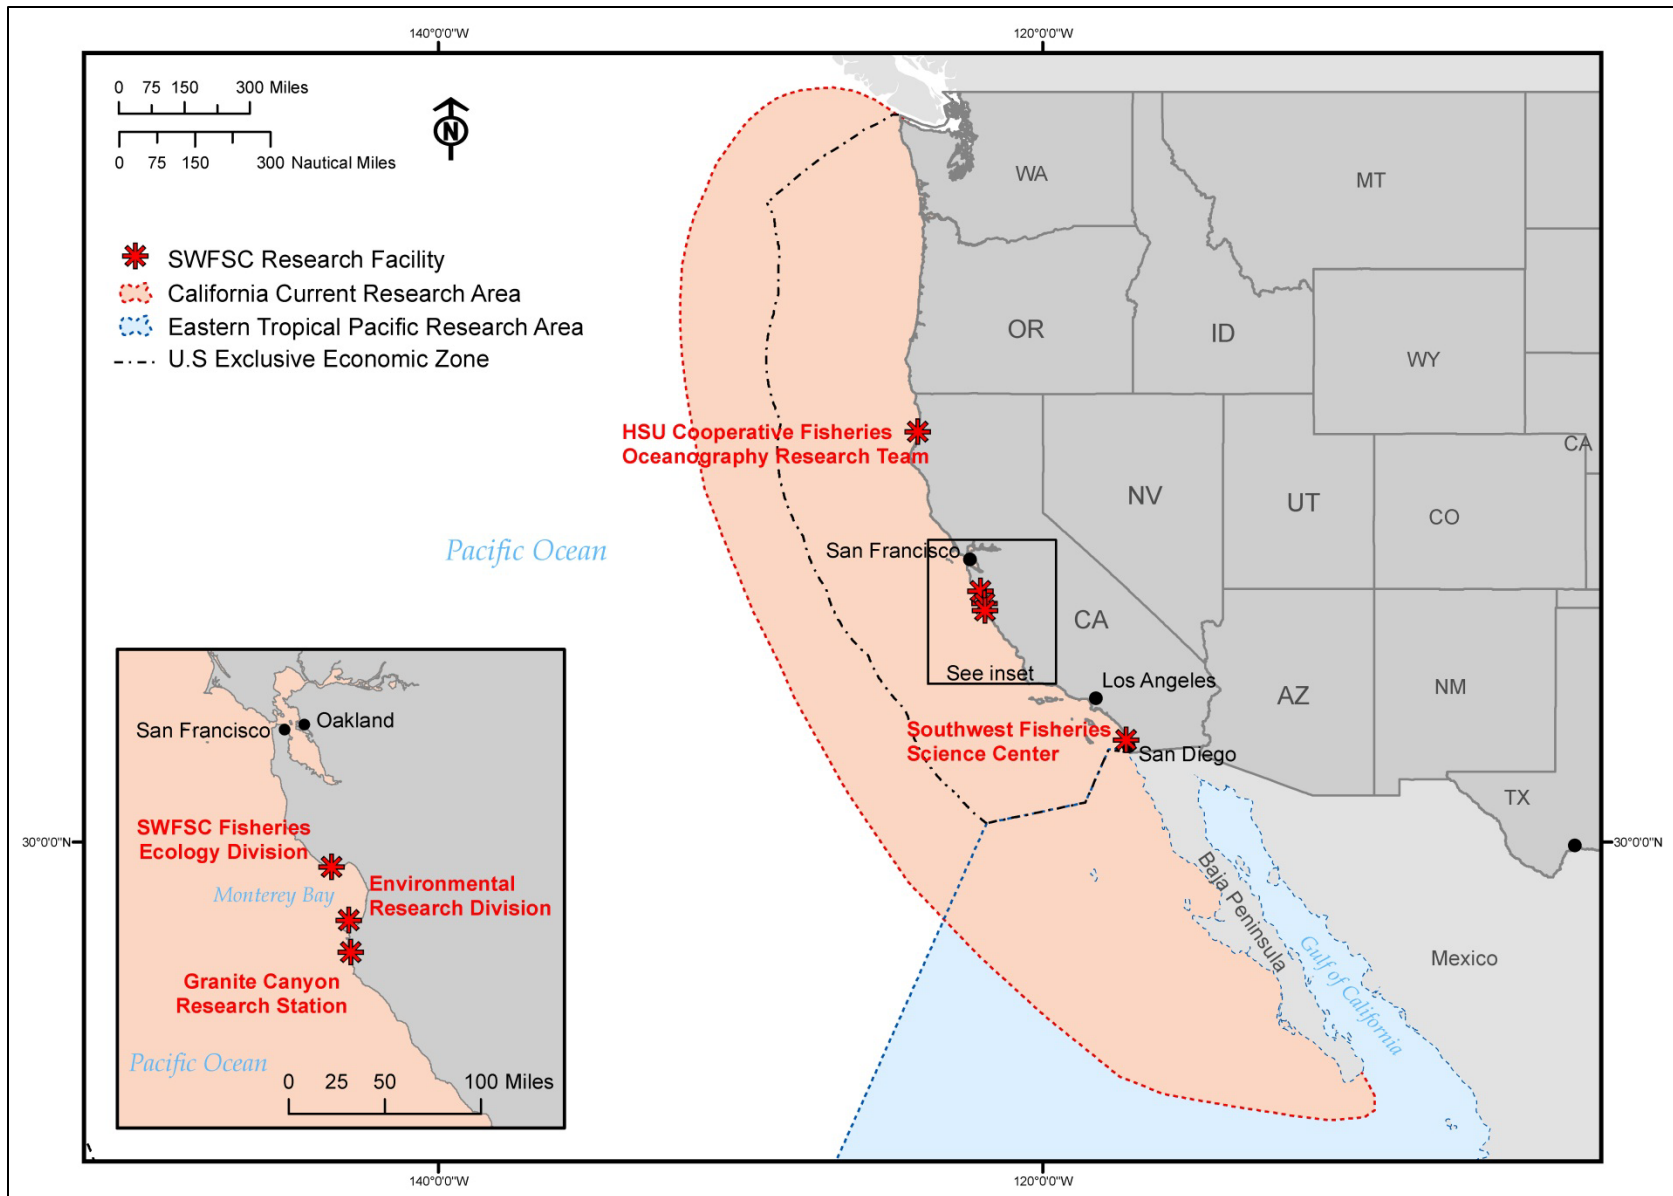 140°0'0"W
120°0'0"W
0 75 150 300 Miles
0 75 150 300 Nautical Miles
N
SWFSC Research Facility
California Current Research Area
Eastern Tropical Pacific Research Area
U.S Exclusive Economic Zone
WA
MT
OR
ID
WY
HSU Cooperative Fisheries
Oceanography Research Team
CA
NV
UT
CO
Pacific Ocean
San Francisco
CA
See inset
Los Angeles
AZ
NM
Southwest Fisheries
Science Center
San Diego
TX
30°0'0"N
30°0'0"N
Baja Peninsula
Gulf of California
Mexico
San Francisco
Oakland
SWFSC Fisheries
Ecology Division
Monterey Bay
Environmental
Research Division
Granite Canyon
Research Station
Pacific Ocean
0 25 50 100 Miles
140°0'0"W
120°0'0"W